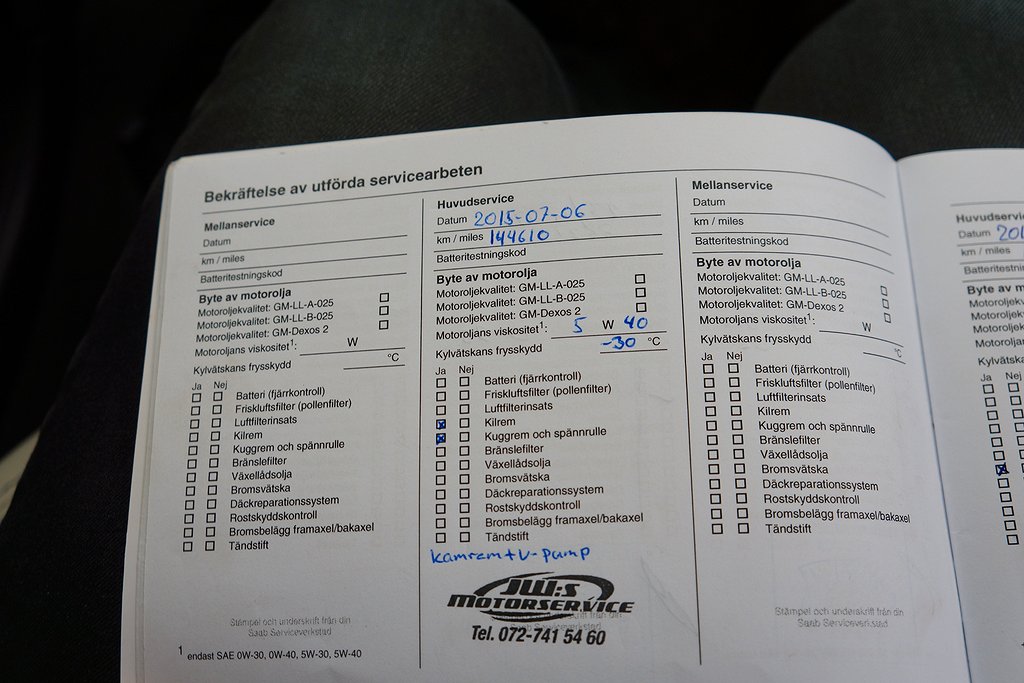 Bekräftelse av utförda servicearbeten
Mellanservice
Datum
km / miles
Batteritestningskod
Byte av motorolja
Motoroljekvalitet: GM-LL-A-025
Motoroljekvalitet: GM-LL-B-025
Motoroljekvalitet: GM-Dexos 2
Motoroljans viskositet1: W
Kylvätskans frysskydd °C
Ja Nej
Batteri (fjärrkontroll)
Friskluftsfilter (pollenfilter)
Luftfilterinsats
Kilrem
Kuggrem och spännrulle
Bränslefilter
Växellådsolja
Bromsvätska
Däckreparationssystem
Rostskyddskontroll
Bromsbelägg framaxel/bakaxel
Tändstift
Stämpel och underskrift från din
Saab Serviceverkstad
1 endast SAE 0W-30, 0W-40, 5W-30, 5W-40
Huvudservice
Datum 2015-07-06
km / miles 144610
Batteritestningskod
Byte av motorolja
Motoroljekvalitet: GM-LL-A-025
Motoroljekvalitet: GM-LL-B-025
Motoroljekvalitet: GM-Dexos 2
Motoroljans viskositet1: 5 W 40
Kylvätskans frysskydd -30 °C
Ja Nej
Batteri (fjärrkontroll)
Friskluftsfilter (pollenfilter)
Luftfilterinsats
Kilrem
Kuggrem och spännrulle
Bränslefilter
Växellådsolja
Bromsvätska
Däckreparationssystem
Rostskyddskontroll
Bromsbelägg framaxel/bakaxel
Tändstift
kamrem+v-pump
JW:s
MOTORSERVICE
Tel. 072-741 54 60
Mellanservice
Datum
km / miles
Batteritestningskod
Byte av motorolja
Motoroljekvalitet: GM-LL-A-025
Motoroljekvalitet: GM-LL-B-025
Motoroljekvalitet: GM-Dexos 2
Motoroljans viskositet1: W
Kylvätskans frysskydd °C
Ja Nej
Batteri (fjärrkontroll)
Friskluftsfilter (pollenfilter)
Luftfilterinsats
Kilrem
Kuggrem och spännrulle
Bränslefilter
Växellådsolja
Bromsvätska
Däckreparationssystem
Rostskyddskontroll
Bromsbelägg framaxel/bakaxel
Tändstift
Stämpel och underskrift från din
Saab Serviceverkstad
Huvudservice
Datum 201
km / miles
Byte av m
Ja Nej